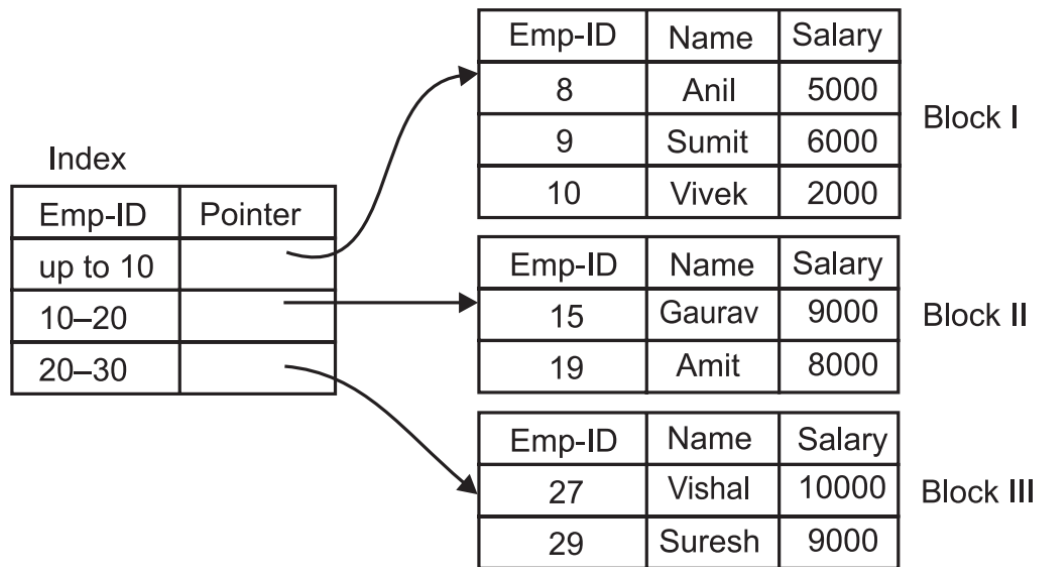 Index
Emp-ID Pointer
up to 10
10–20
20–30
Emp-ID Name Salary
8 Anil 5000
9 Sumit 6000
10 Vivek 2000
Block I
Emp-ID Name Salary
15 Gaurav 9000
19 Amit 8000
Block II
Emp-ID Name Salary
27 Vishal 10000
29 Suresh 9000
Block III